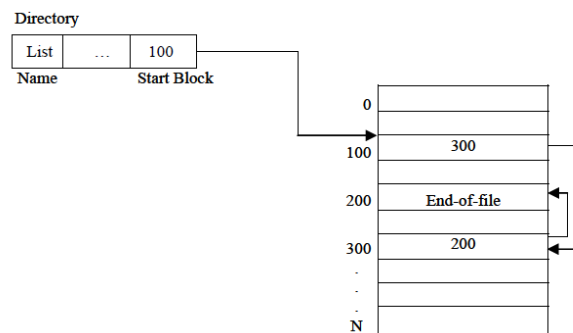 Directory
List ... 100
Name Start Block
0
100 300
200 End-of-file
300 200
.
.
.
N